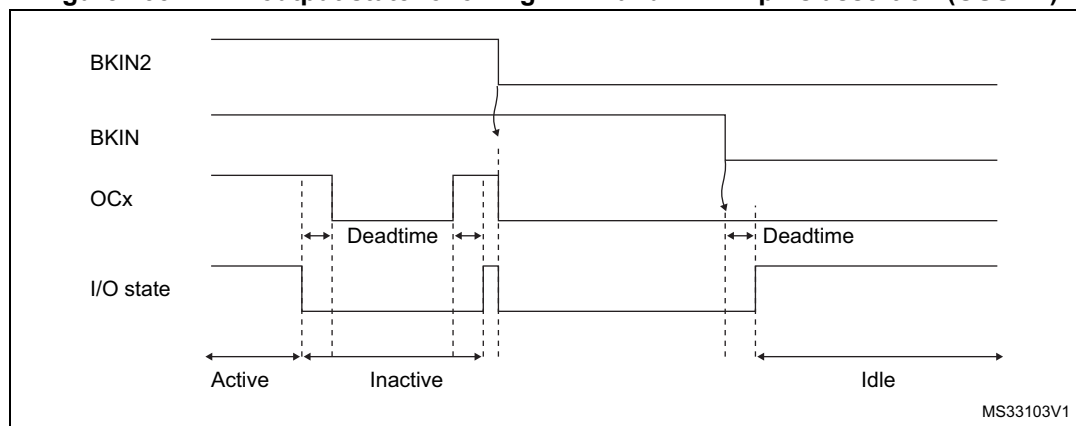 BKIN2
BKIN
OCx
Deadtime
Deadtime
I/O state
Active
Inactive
Idle
MS33103V1